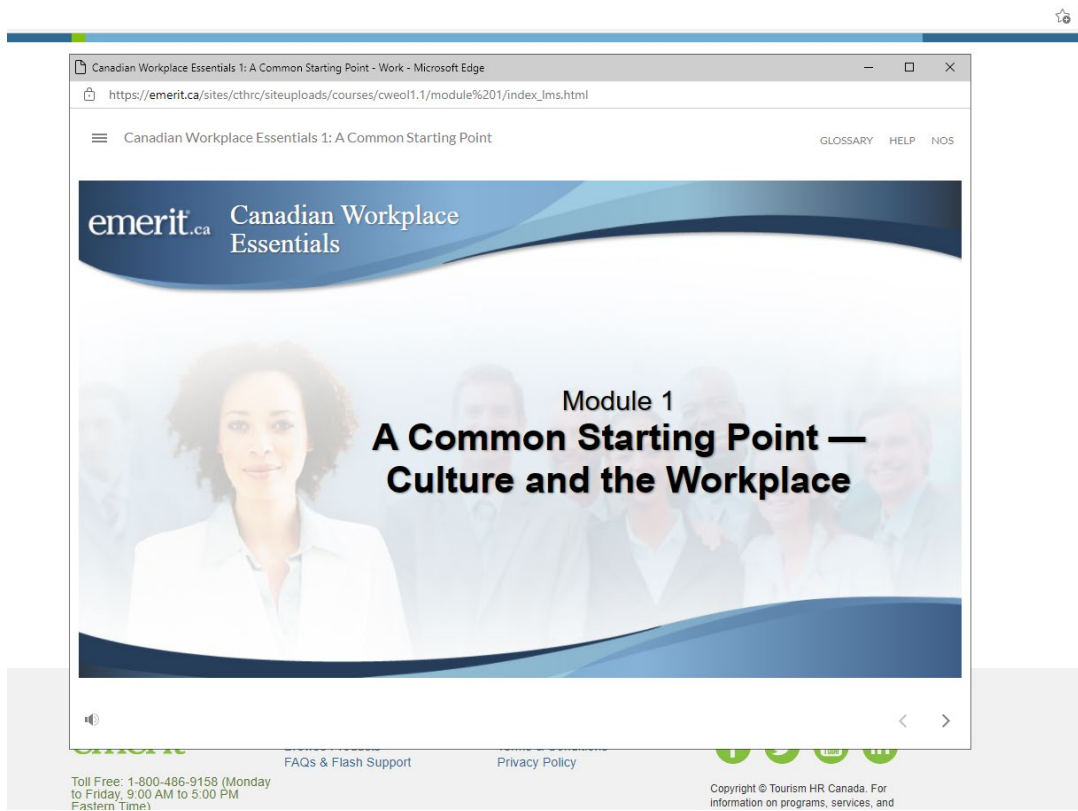 Canadian Workplace Essentials 1: A Common Starting Point - Work - Microsoft Edge
https://emerit.ca/sites/cthrc/siteuploads/courses/cweol1.1/module%201/index_lms.html
Canadian Workplace Essentials 1: A Common Starting Point
GLOSSARY HELP NOS
emerit.ca Canadian Workplace
Essentials
Module 1
A Common Starting Point —
Culture and the Workplace
FAQs & Flash Support
Privacy Policy
Toll Free: 1-800-486-9158 (Monday
to Friday, 9:00 AM to 5:00 PM
Eastern Time)
Copyright © Tourism HR Canada. For
information on programs, services, and